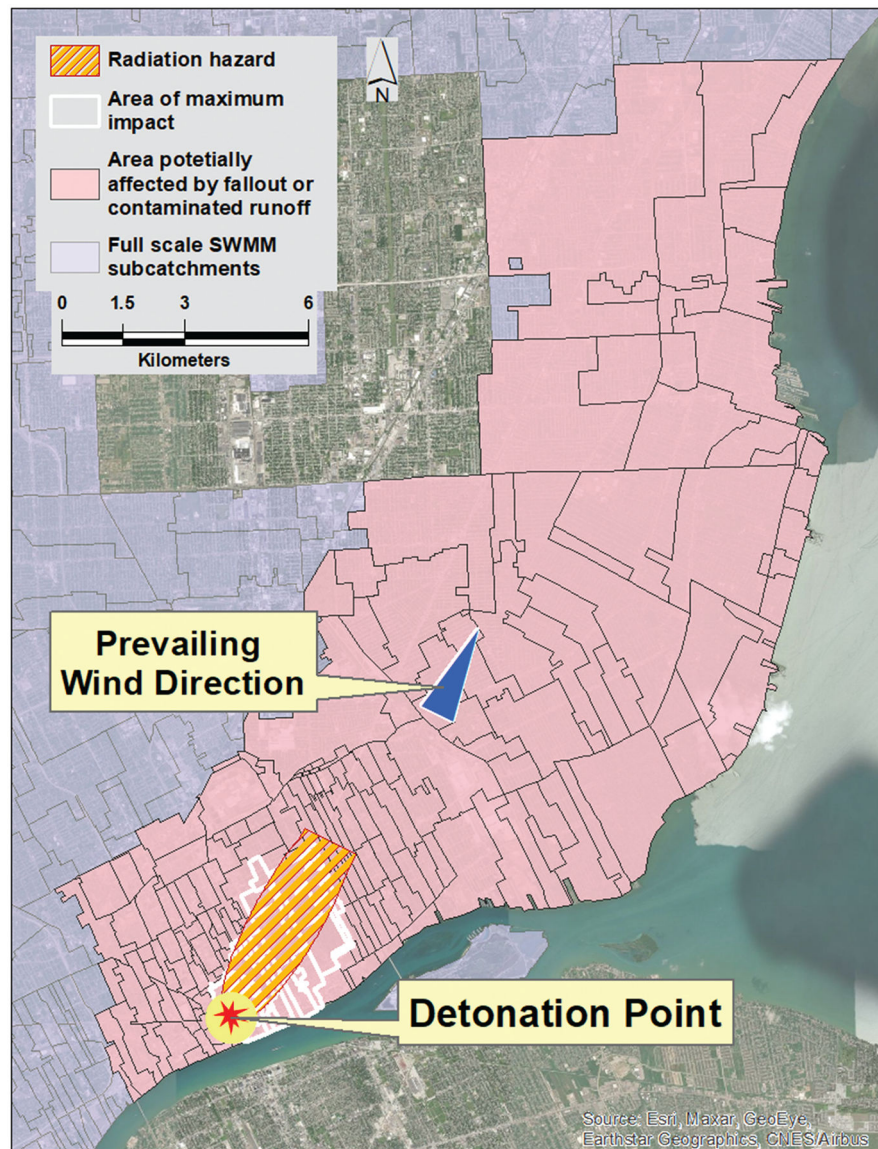 Radiation hazard
Area of maximum
impact
Area potetially
affected by fallout or
contaminated runoff
Full scale SWMM
subcatchments
0 1.5 3 6
Kilometers
N
Prevailing
Wind Direction
Detonation Point
Source: Esri, Maxar, GeoEye,
Earthstar Geographics, CNES/Airbus